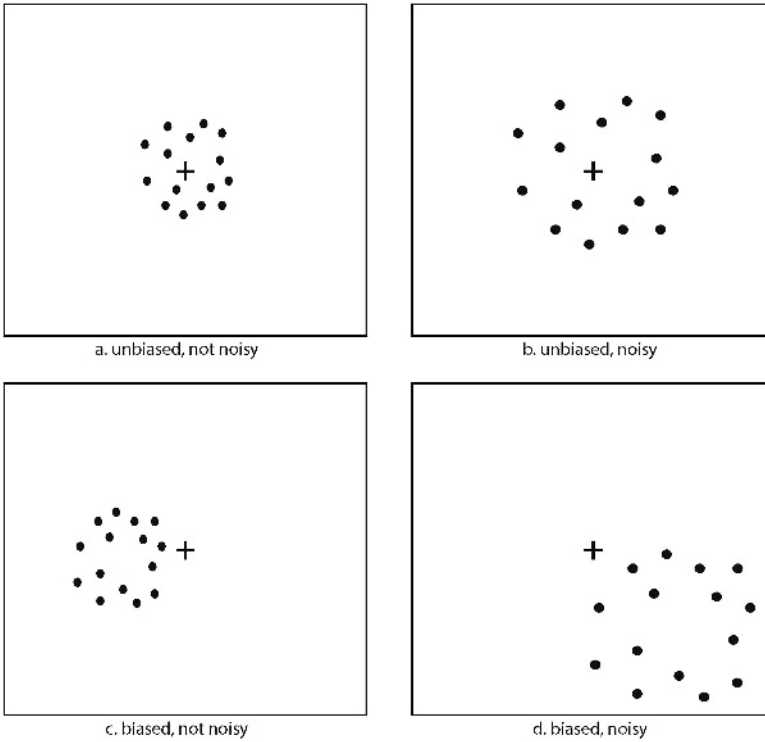 a. unbiased, not noisy
b. unbiased, noisy
c. biased, not noisy
d. biased, noisy